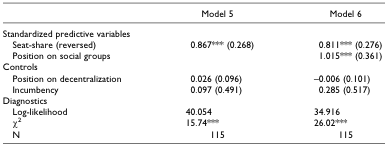 Model 5 Model 6
Standardized predictive variables
Seat-share (reversed) 0.867*** (0.268) 0.811*** (0.276)
Position on social groups 1.015*** (0.361)
Controls
Position on decentralization 0.026 (0.096) –0.006 (0.101)
Incumbency 0.097 (0.491) 0.285 (0.517)
Diagnostics
Log-likelihood 40.054 34.916
χ² 15.74*** 26.02***
N 115 115